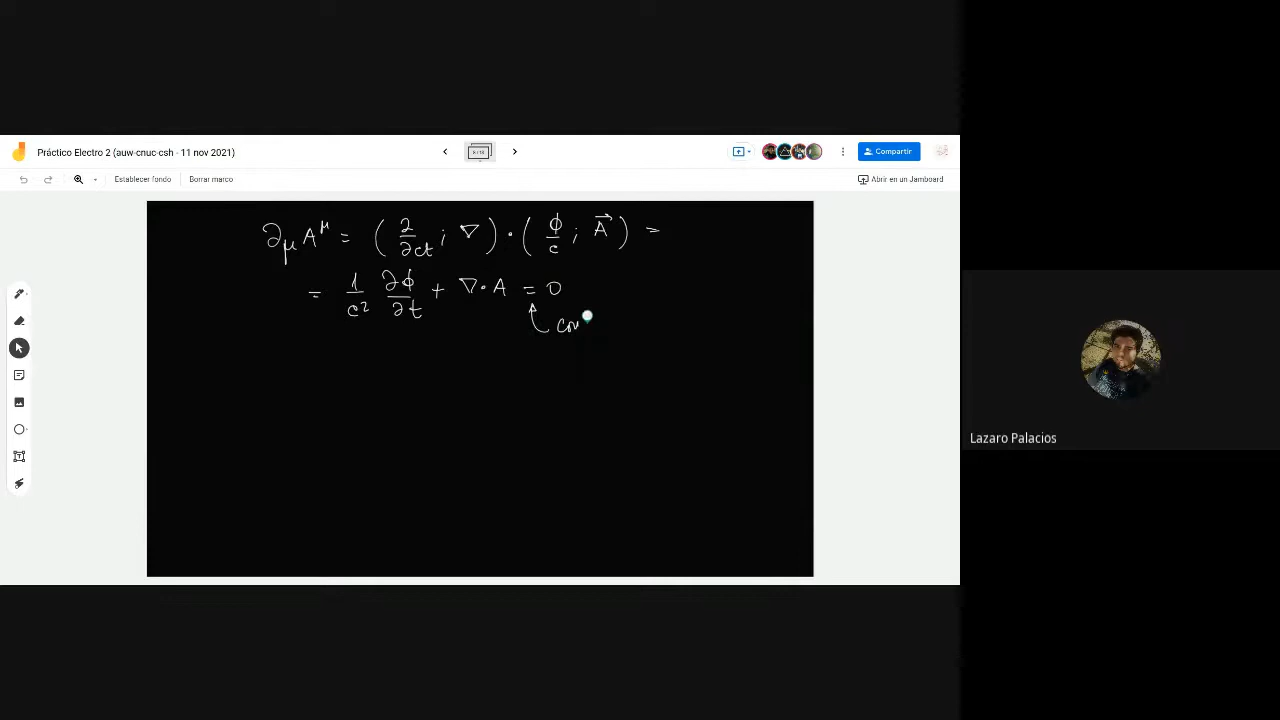 Práctico Electro 2 (auw-cnuc-csh - 11 nov 2021)
Compartir
Establecer fondo
Borrar marco
Abrir en un Jamboard
∂_μ A^μ = (∂/∂ct ; ∇) · (ϕ/c ; A⃗) =
= 1/c² ∂ϕ/∂t + ∇·A = 0
Lazaro Palacios